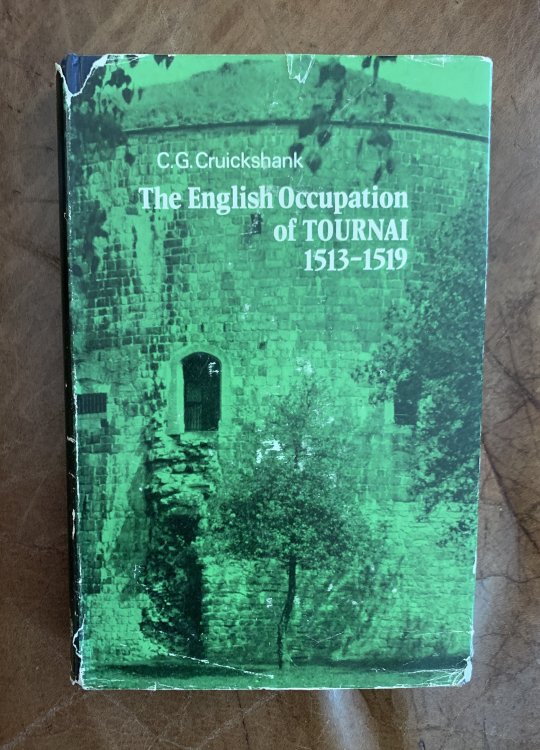 C.G. Cruickshank
The English Occupation
of TOURNAI
1513-1519